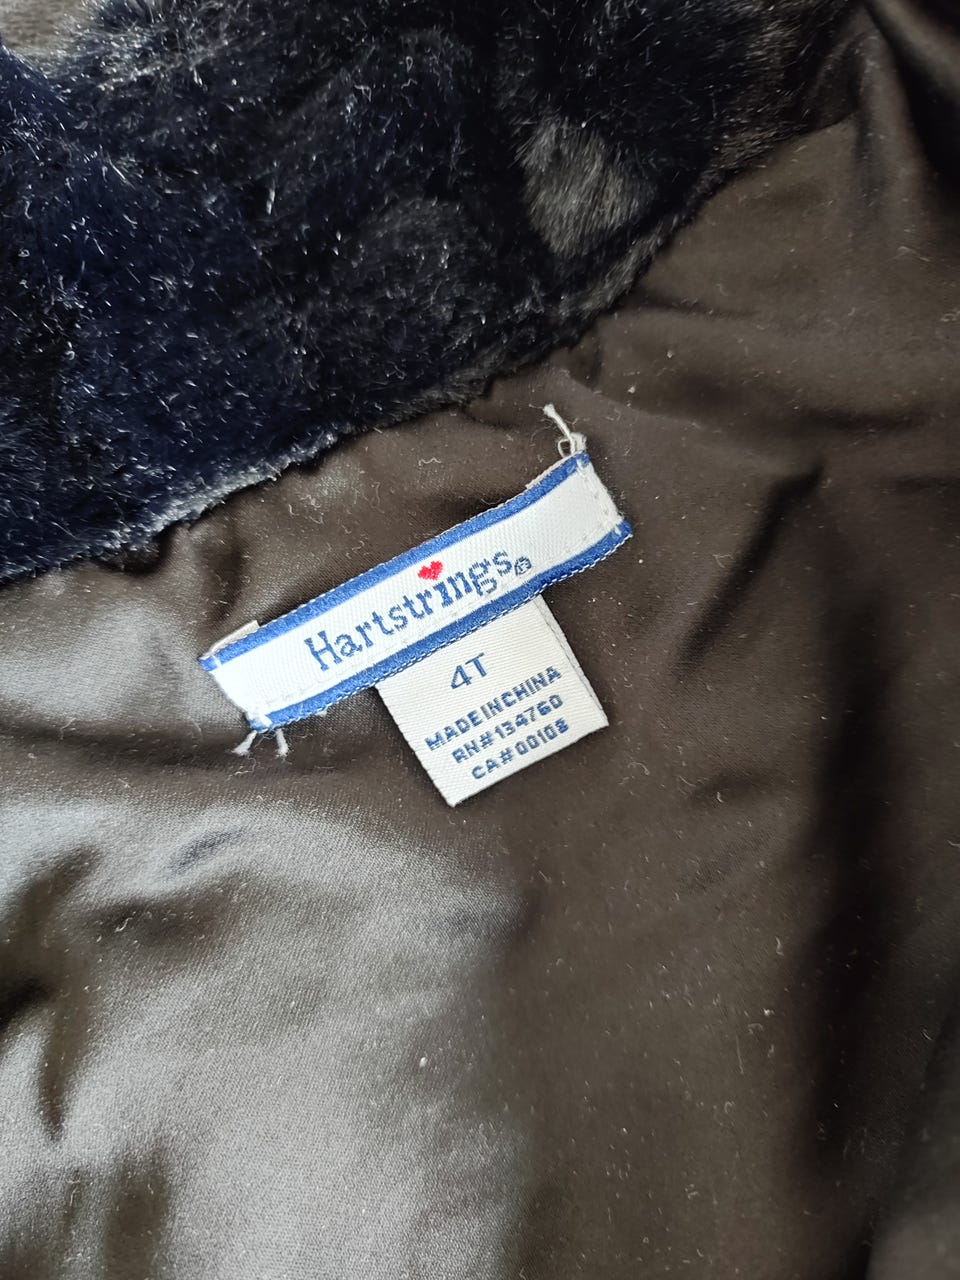 Hartstrings®
4T
MADE IN CHINA
RN#134760
CA#00108